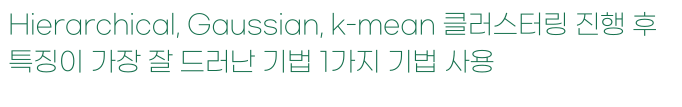 Hierarchical, Gaussian, k-mean 클러스터링 진행 후
특징이 가장 잘 드러난 기법 1가지 기법 사용